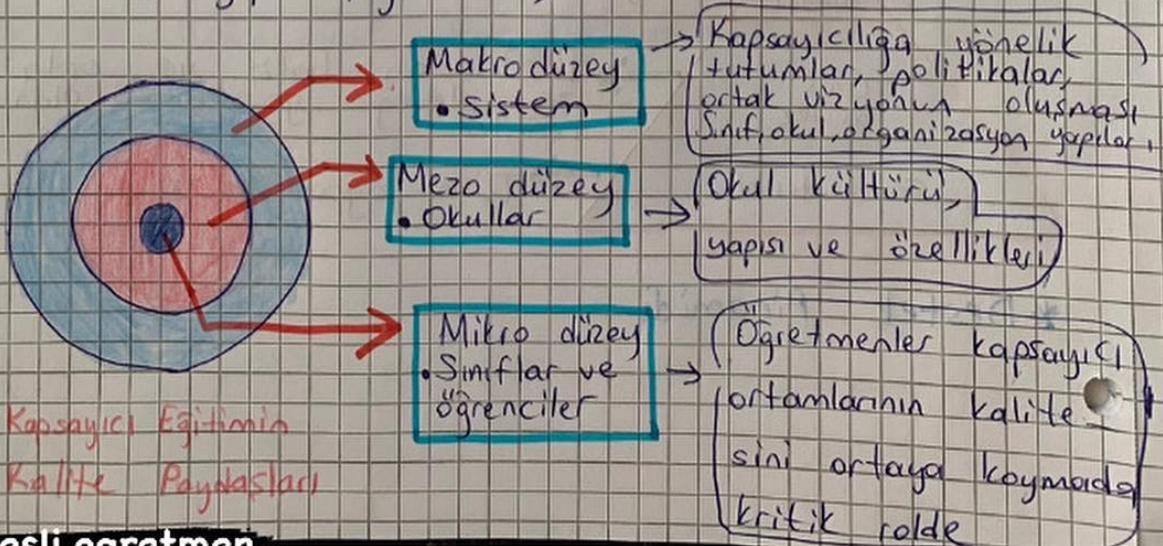 Makro düzey
• Sistem
Kapsayıcılığa yönelik
tutumlar, politikalar,
ortak vizyonun oluşması
Sınıf, okul, organizasyon yapıları
Mezo düzey
• Okullar
Okul kültürü,
yapısı ve özellikleri
Mikro düzey
• Sınıflar ve
öğrenciler
Öğretmenler kapsayıcı
ortamlarının kalite_
sini ortaya koymada
kritik rolde
Kapsayıcı Eğitimin
Kalite Paydaşları